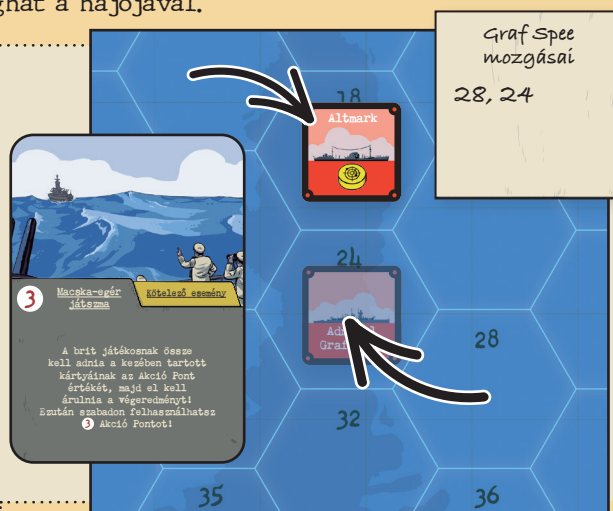 ghat a hajójával.
Graf Spee
mozgásai
28, 24
18
Altmark
24
28
32
35
36
3 Macska-egér
játszma
Kötelező esemény
A brit játékosnak össze
kell adnia a kezében tartott
kártyáinak az Akció Pont
értékét, majd el kell
árulnia a végeredményt!
Ezután szabadon felhasználhatsz
3 Akció Pontot!